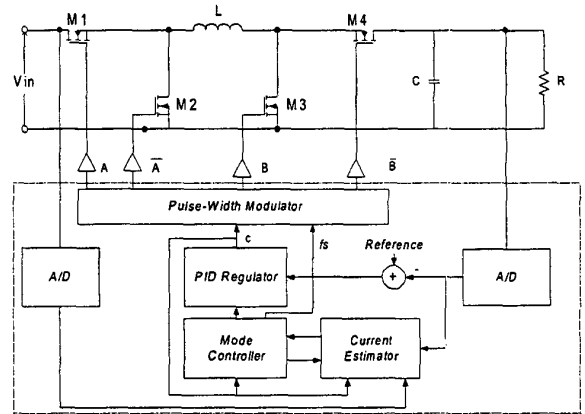 M1
L
M4
Vin
M2
M3
C
R
A
A̅
B
B̅
Pulse-Width Modulator
c
fs
Reference
A/D
PID Regulator
+
-
A/D
Mode
Controller
Current
Estimator